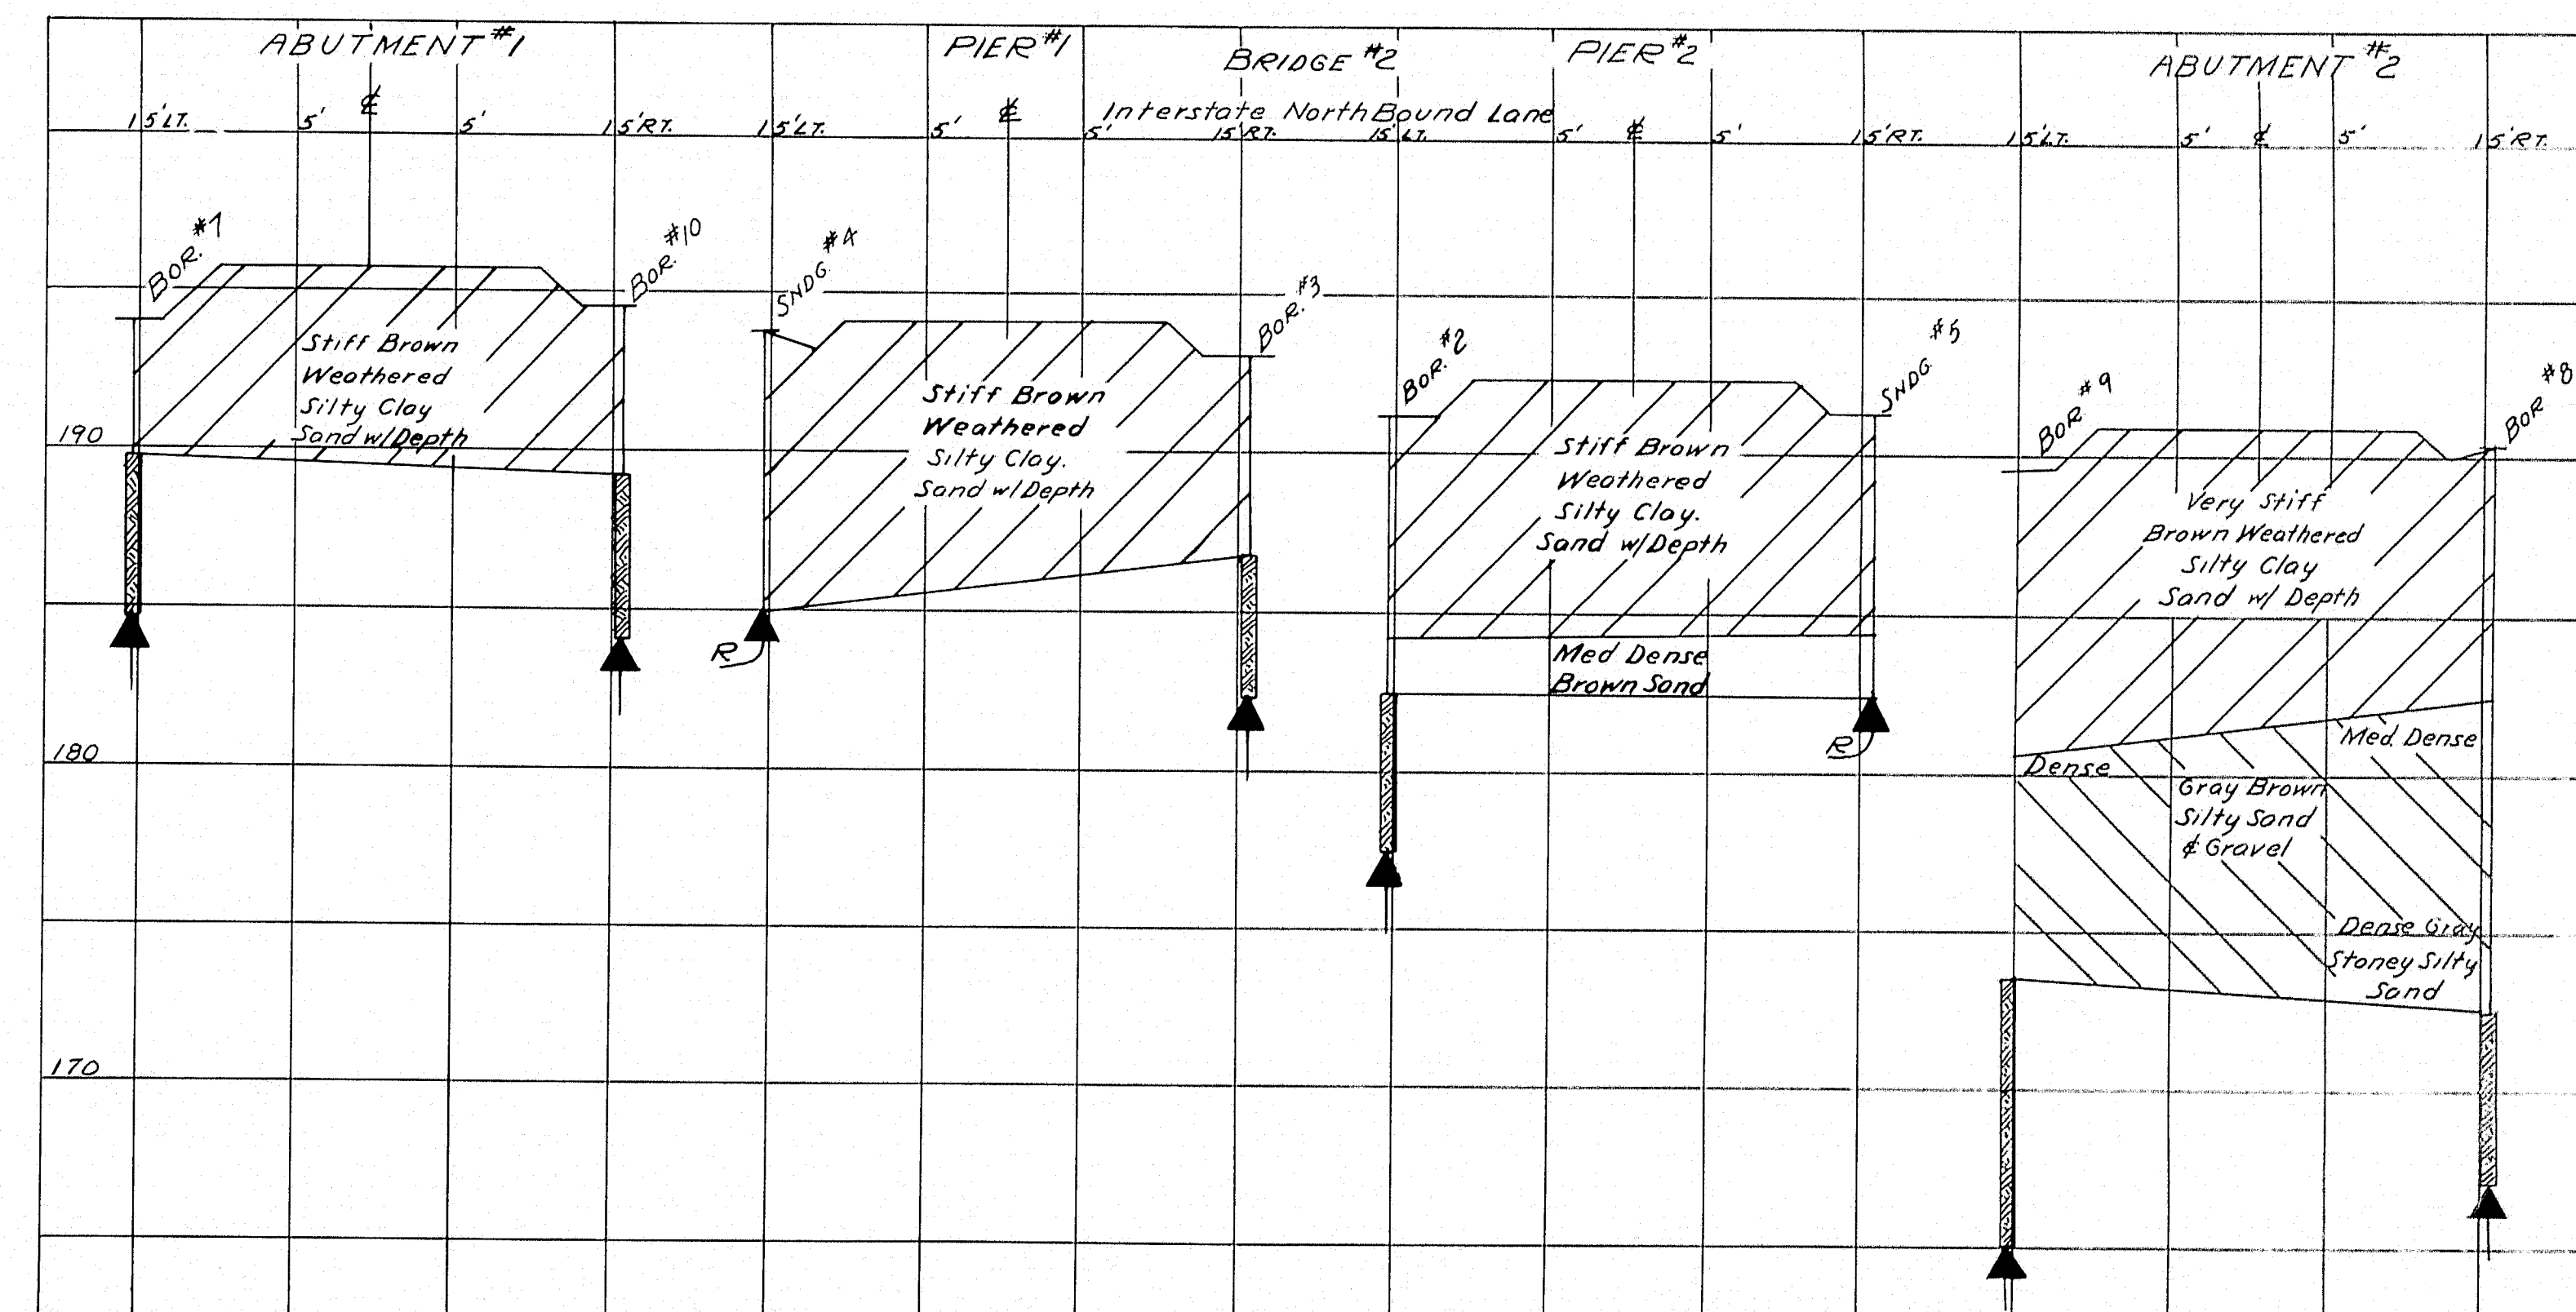 ABUTMENT #1
PIER #1
BRIDGE #2
PIER #2
ABUTMENT #2
Interstate NorthBound Lane
15'LT. 5' ℄ 5' 15'RT.
15'LT. 5' ℄ 5' 15'RT.
15'LT. 5' ℄ 5' 15'RT.
15'LT. 5' ℄ 5' 15'RT.
BOR. #7
BOR. #10
SNDG. #4
BOR. #3
BOR. #2
SNDG. #5
BOR #9
BOR #8
Stiff Brown
Weathered
Silty Clay
Sand w/Depth
Stiff Brown
Weathered
Silty Clay.
Sand w/Depth
Stiff Brown
Weathered
Silty Clay.
Sand w/Depth
Very Stiff
Brown Weathered
Silty Clay
Sand w/ Depth
190
R
Med Dense
Brown Sand
R
180
Med. Dense
Dense
Gray Brown
Silty Sand
& Gravel
Dense Gray
Stoney Silty
Sand
170